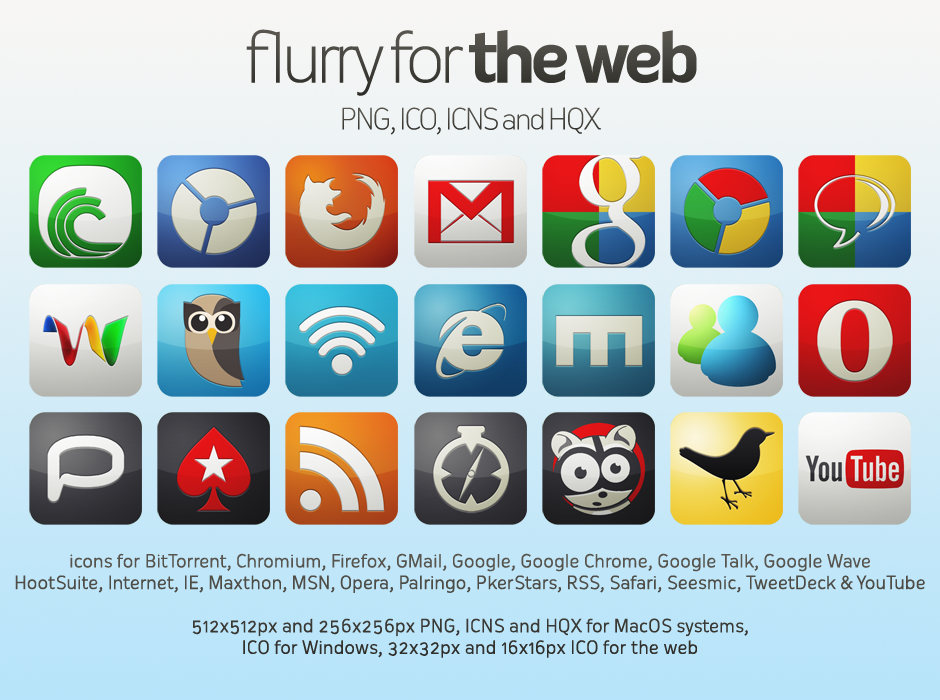 flurry for the web
PNG, ICO, ICNS and HQX
You Tube
icons for BitTorrent, Chromium, Firefox, GMail, Google, Google Chrome, Google Talk, Google Wave
HootSuite, Internet, IE, Maxthon, MSN, Opera, Palringo, PkerStars, RSS, Safari, Seesmic, TweetDeck & YouTube
512x512px and 256x256px PNG, ICNS and HQX for MacOS systems,
ICO for Windows, 32x32px and 16x16px ICO for the web